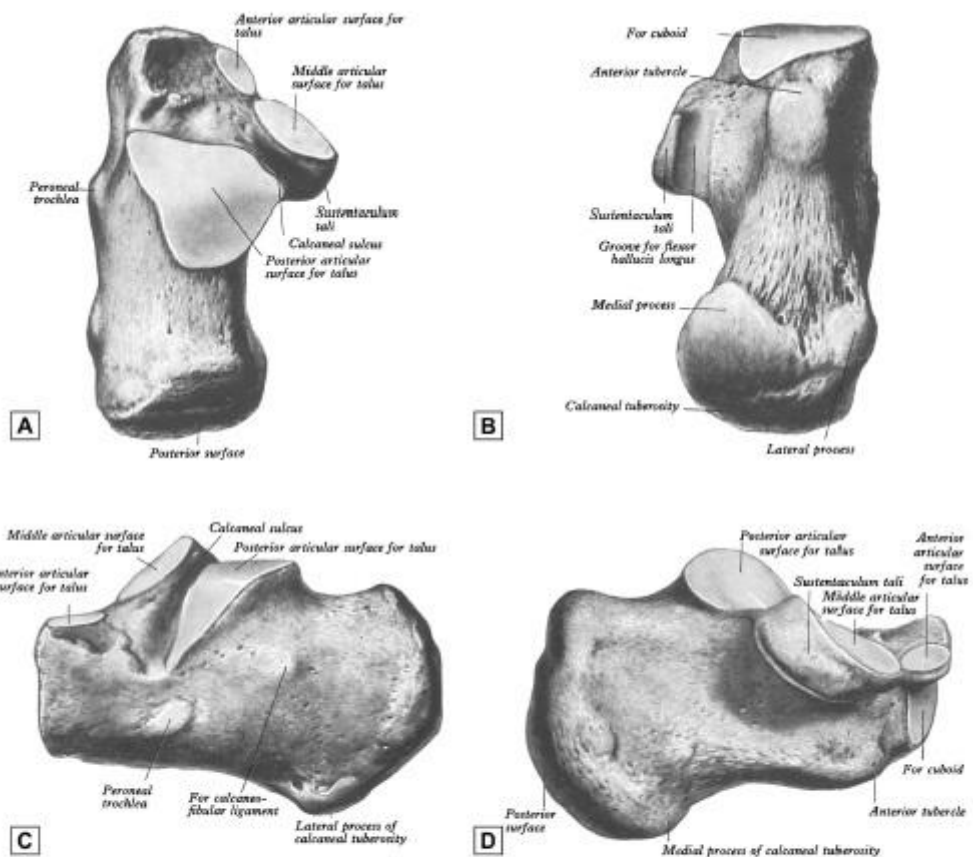 Anterior articular surface for
talus
Middle articular
surface for talus
Peroneal
trochlea
Sustentaculum
tali
Calcaneal sulcus
Posterior articular
surface for talus
A
Posterior surface
For cuboid
Anterior tubercle
Sustentaculum
tali
Groove for flexor
hallucis longus
Medial process
Calcaneal tuberosity
B
Lateral process
Middle articular surface
for talus
Calcaneal sulcus
Posterior articular surface for talus
nterior articular
urface for talus
Peroneal
trochlea
For calcaneo-
fibular ligament
Lateral process of
calcaneal tuberosity
C
Posterior articular
surface for talus
Anterior
articular
surface
for talus
Sustentaculum tali
Middle articular
surface for talus
For cuboid
Posterior
surface
Anterior tubercle
D
Medial process of calcaneal tuberosity